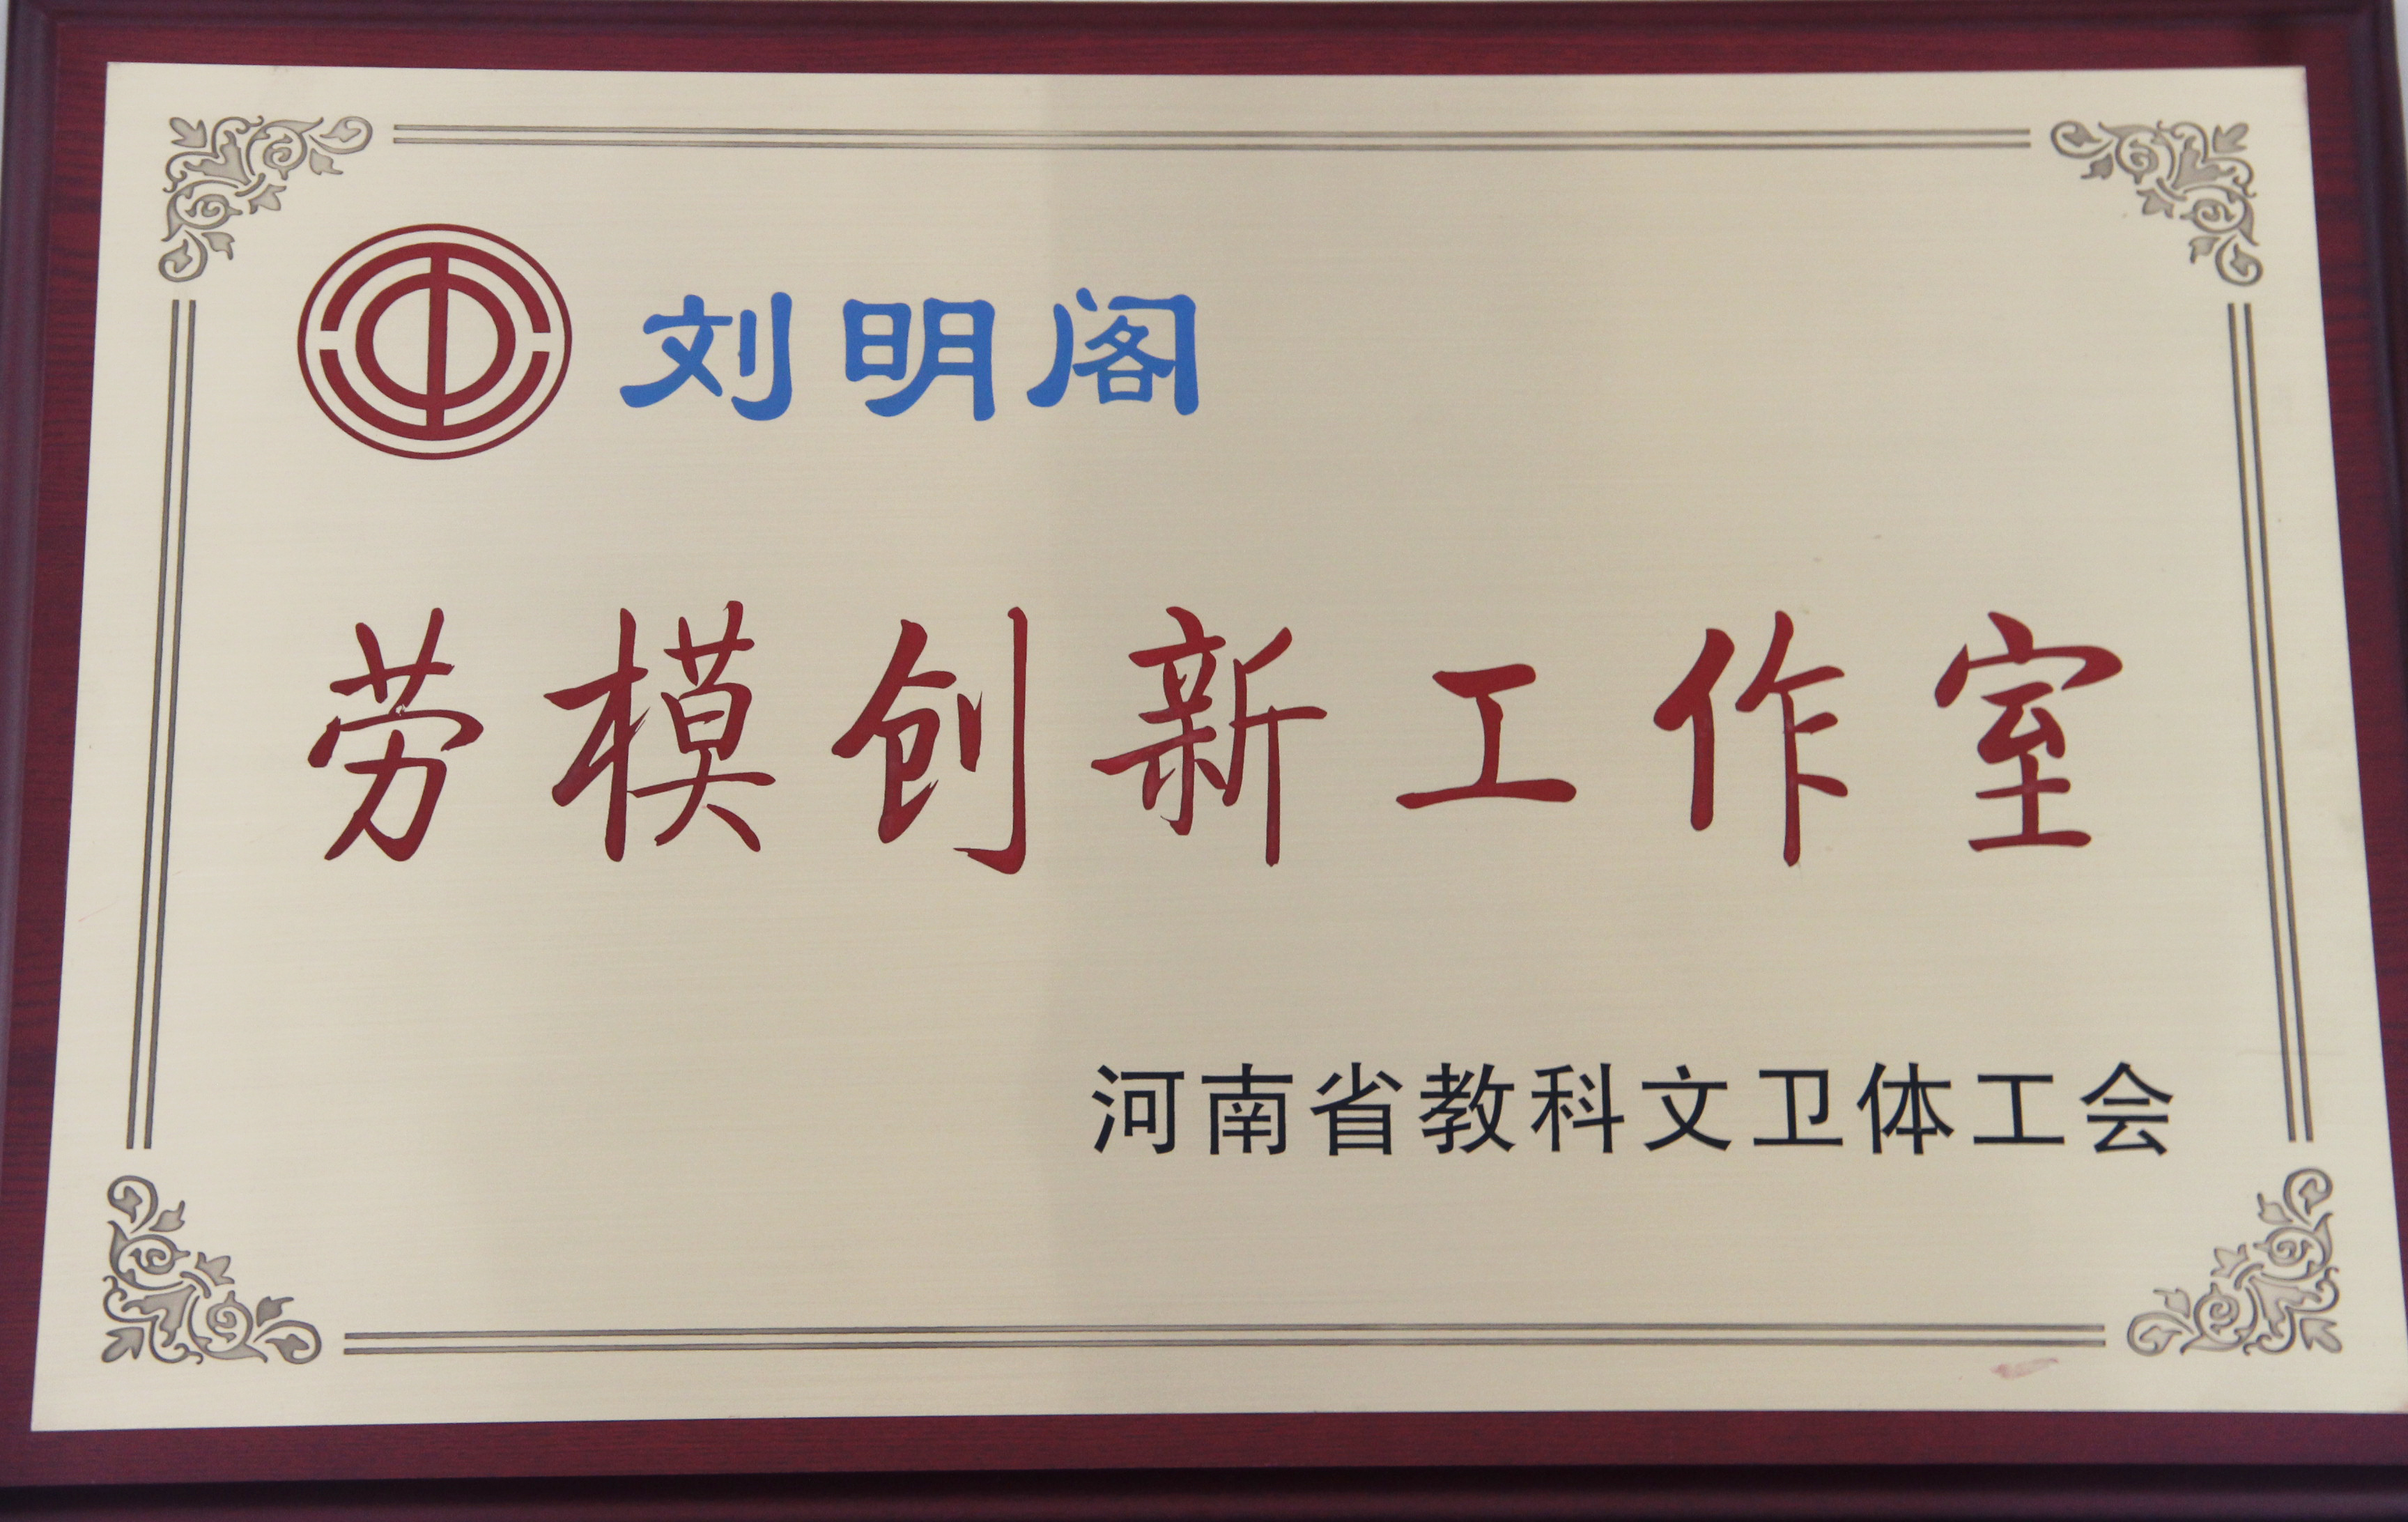 刘明阁
劳模创新工作室
河南省教科文卫体工会